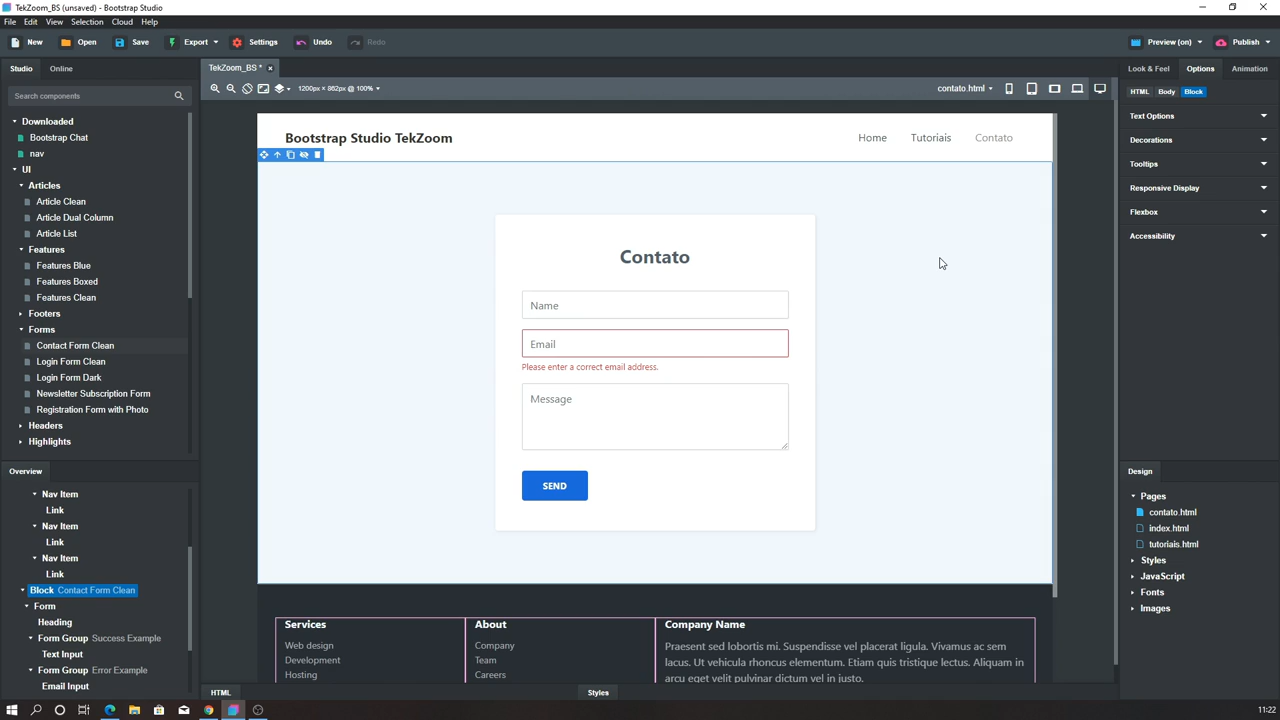 TekZoom_BS (unsaved) - Bootstrap Studio
File Edit View Selection Cloud Help
New Open Save Export Settings Undo Redo Preview (on) Publish
Studio Online
TekZoom_BS *
Look & Feel Options Animation
Search components
1200px × 862px @ 100%
contato.html
HTML Body Block
Downloaded
Bootstrap Chat
nav
UI
Articles
Article Clean
Article Dual Column
Article List
Features
Features Blue
Features Boxed
Features Clean
Footers
Forms
Contact Form Clean
Login Form Clean
Login Form Dark
Newsletter Subscription Form
Registration Form with Photo
Headers
Highlights
Overview
Nav Item
Link
Nav Item
Link
Nav Item
Link
Block Contact Form Clean
Form
Heading
Form Group Success Example
Text Input
Form Group Error Example
Email Input
Bootstrap Studio TekZoom
Home Tutoriais Contato
Contato
Name
Email
Please enter a correct email address.
Message
SEND
Services
Web design
Development
Hosting
About
Company
Team
Careers
Company Name
Praesent sed lobortis mi. Suspendisse vel placerat ligula. Vivamus ac sem
lacus. Ut vehicula rhoncus elementum. Etiam quis tristique lectus. Aliquam in
arcu eget velit pulvinar dictum vel in justo.
HTML Styles
Text Options
Decorations
Tooltips
Responsive Display
Flexbox
Accessibility
Design
Pages
contato.html
index.html
tutoriais.html
Styles
JavaScript
Fonts
Images
11:22